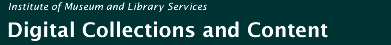 Institute of Museum and Library Services
Digital Collections and Content